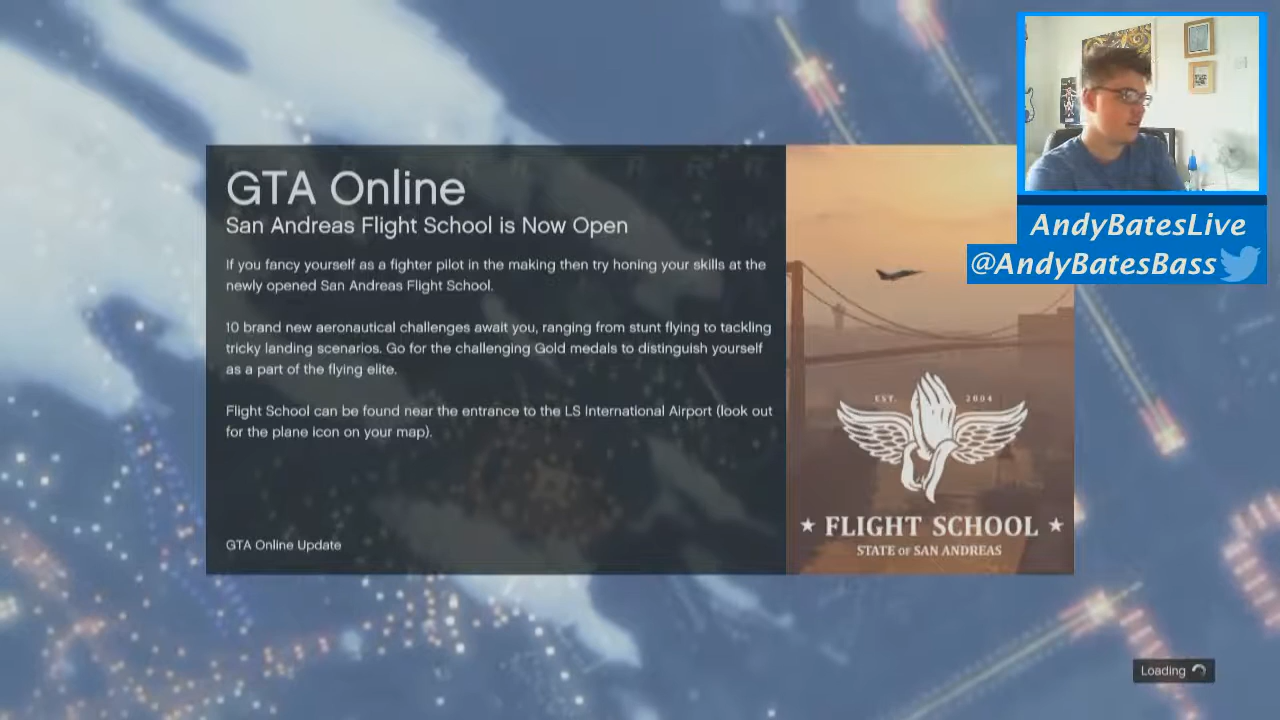 GTA Online
San Andreas Flight School is Now Open
If you fancy yourself as a fighter pilot in the making then try honing your skills at the
newly opened San Andreas Flight School.
10 brand new aeronautical challenges await you, ranging from stunt flying to tackling
tricky landing scenarios. Go for the challenging Gold medals to distinguish yourself
as a part of the flying elite.
Flight School can be found near the entrance to the LS International Airport (look out
for the plane icon on your map).
GTA Online Update
EST. 2004
★ FLIGHT SCHOOL ★
STATE OF SAN ANDREAS
AndyBatesLive
@AndyBatesBass
Loading